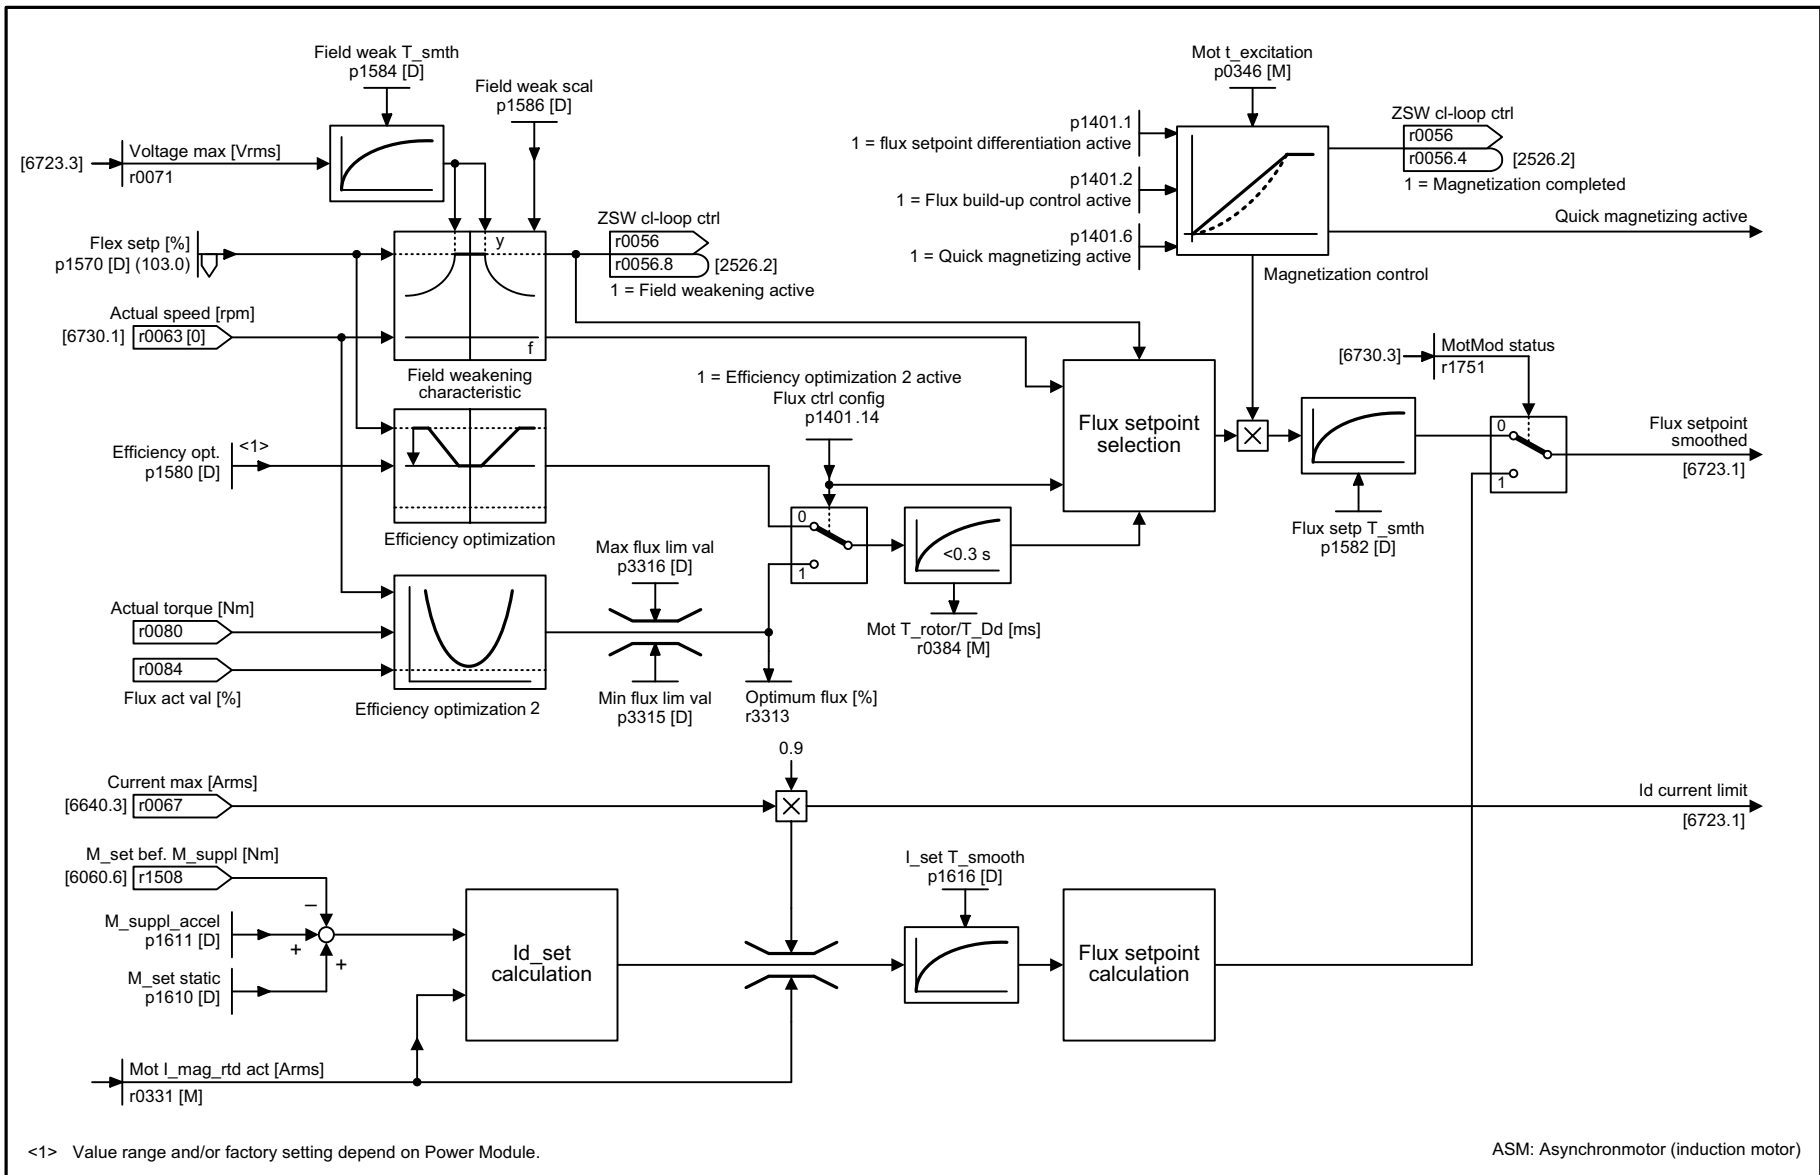 Field weak T_smth
p1584 [D]
Field weak scal
p1586 [D]
Mot t_excitation
p0346 [M]
[6723.3]
Voltage max [Vrms]
r0071
p1401.1
1 = flux setpoint differentiation active
p1401.2
1 = Flux build-up control active
p1401.6
1 = Quick magnetizing active
ZSW cl-loop ctrl
r0056
r0056.4
[2526.2]
1 = Magnetization completed
Quick magnetizing active
Magnetization control
Flex setp [%]
p1570 [D] (103.0)
y
f
ZSW cl-loop ctrl
r0056
r0056.8
[2526.2]
1 = Field weakening active
Actual speed [rpm]
[6730.1]
r0063 [0]
Field weakening
characteristic
1 = Efficiency optimization 2 active
Flux ctrl config
p1401.14
Flux setpoint
selection
[6730.3]
MotMod status
r1751
0
1
Flux setpoint
smoothed
[6723.1]
Efficiency opt.
p1580 [D]
<1>
Efficiency optimization
0
1
<0.3 s
Flux setp T_smth
p1582 [D]
Max flux lim val
p3316 [D]
Actual torque [Nm]
r0080
r0084
Flux act val [%]
Efficiency optimization 2
Min flux lim val
p3315 [D]
Optimum flux [%]
r3313
Mot T_rotor/T_Dd [ms]
r0384 [M]
0.9
Current max [Arms]
[6640.3]
r0067
Id current limit
[6723.1]
M_set bef. M_suppl [Nm]
[6060.6]
r1508
–
M_suppl_accel
p1611 [D]
+
+
M_set static
p1610 [D]
Id_set
calculation
I_set T_smooth
p1616 [D]
Flux setpoint
calculation
Mot I_mag_rtd act [Arms]
r0331 [M]
<1> Value range and/or factory setting depend on Power Module.
ASM: Asynchronmotor (induction motor)